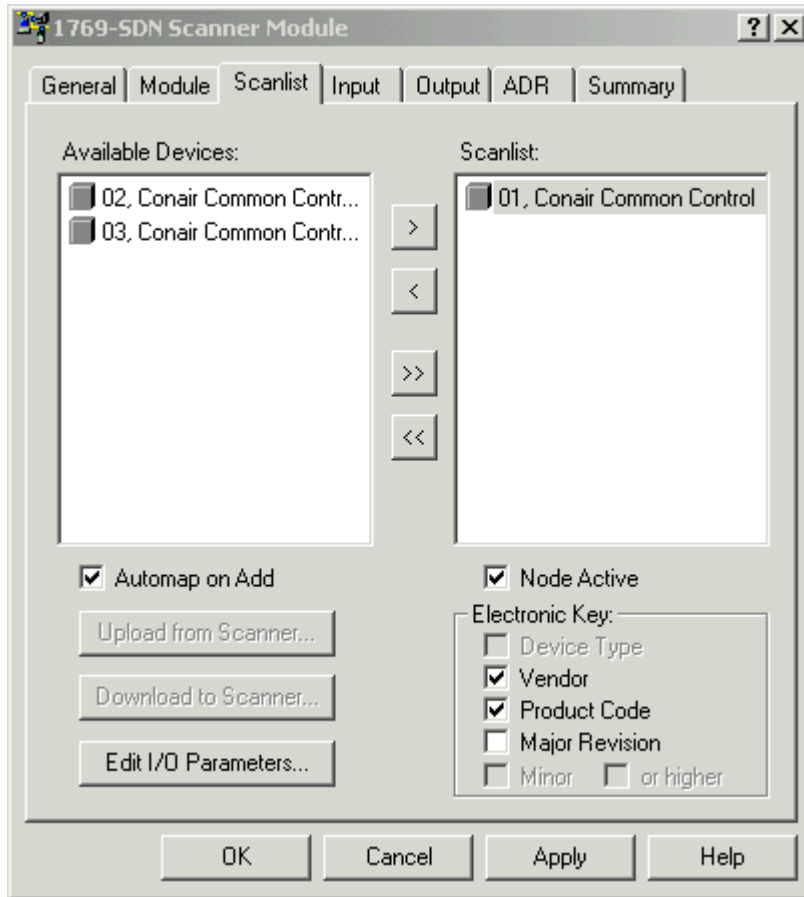 1769-SDN Scanner Module
General Module Scanlist Input Output ADR Summary
Available Devices:
02, Conair Common Contr...
03, Conair Common Contr...
>
<
>>
<<
Scanlist:
01, Conair Common Control
Automap on Add
Upload from Scanner...
Download to Scanner...
Edit I/O Parameters...
Node Active
Electronic Key:
Device Type
Vendor
Product Code
Major Revision
Minor or higher
OK Cancel Apply Help